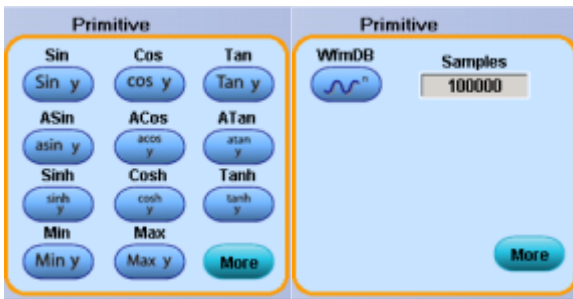 Primitive
Sin Cos Tan
Sin y cos y Tan y
ASin ACos ATan
asin y acos y atan y
Sinh Cosh Tanh
sinh y cosh y tanh y
Min Max
Min y Max y More
Primitive
WfmDB Samples
n 100000
More